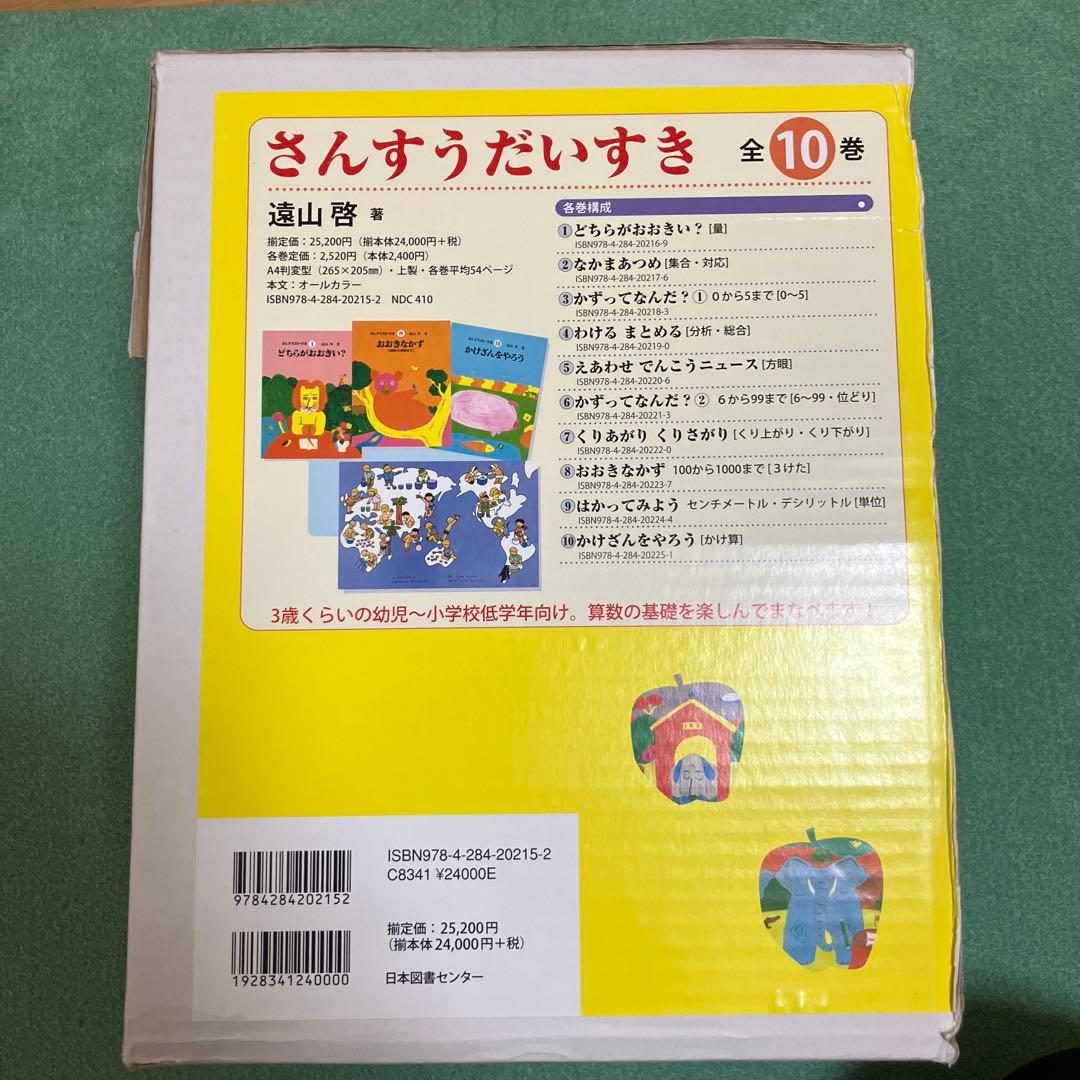 さんすうだいすき 全10巻
遠山 啓 著
揃定価：25,200円（揃本体24,000円＋税）
各巻定価：2,520円（本体2,400円）
A4判変型（265×205㎜）・上製・各巻平均54ページ
本文：オールカラー
ISBN978-4-284-20215-2 NDC 410
各巻構成
①どちらがおおきい？[量]
ISBN978-4-284-20216-9
②なかまあつめ[集合・対応]
ISBN978-4-284-20217-6
③かずってなんだ？① 0から5まで[0〜5]
ISBN978-4-284-20218-3
④わける まとめる[分析・総合]
ISBN978-4-284-20219-0
⑤えあわせ でんこうニュース[方眼]
ISBN978-4-284-20220-6
⑥かずってなんだ？② 6から99まで[6〜99・位どり]
ISBN978-4-284-20221-3
⑦くりあがり くりさがり[くり上がり・くり下がり]
ISBN978-4-284-20222-0
⑧おおきなかず 100から1000まで[3けた]
ISBN978-4-284-20223-7
⑨はかってみよう センチメートル・デシリットル[単位]
ISBN978-4-284-20224-4
⑩かけざんをやろう[かけ算]
ISBN978-4-284-20225-1
どちらがおおきい？
おおきなかず
かけざんをやろう
3歳くらいの幼児〜小学校低学年向け。算数の基礎を楽しんでまなべます！
ISBN978-4-284-20215-2
C8341 ¥24000E
9784284202152
揃定価：25,200円
（揃本体24,000円＋税）
1928341240000
日本図書センター